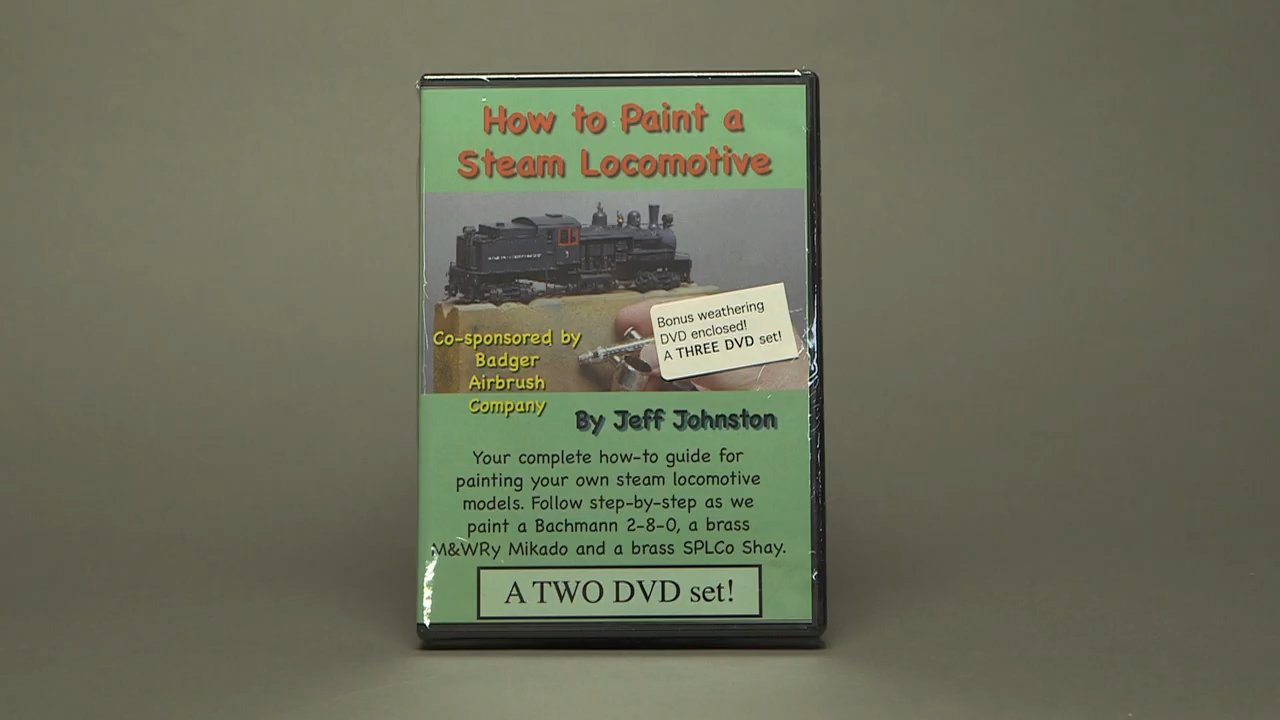 How to Paint a
Steam Locomotive
Bonus weathering
DVD enclosed!
A THREE DVD set!
Co-sponsored by
Badger
Airbrush
Company
By Jeff Johnston
Your complete how-to guide for
painting your own steam locomotive
models. Follow step-by-step as we
paint a Bachmann 2-8-0, a brass
M&WRy Mikado and a brass SPLCo Shay.
A TWO DVD set!